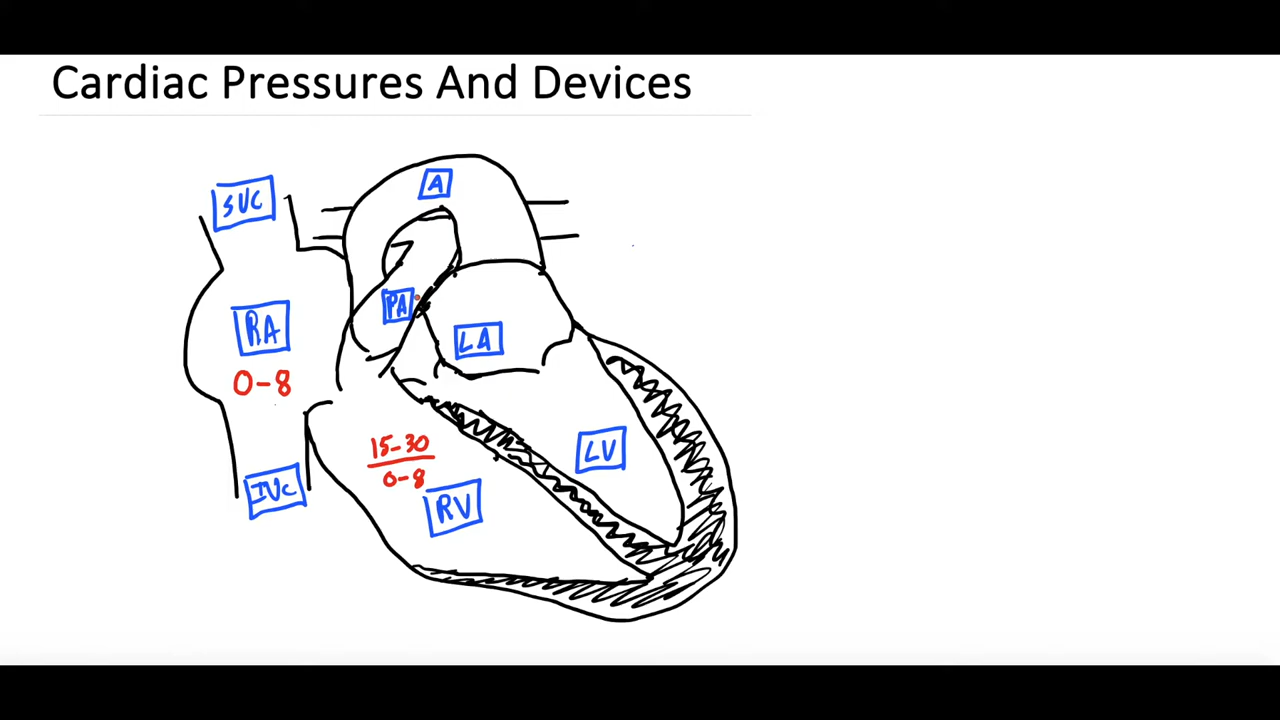 Cardiac Pressures And Devices
A
SVC
PA
RA
LA
0-8
15-30
0-8
LV
IVC
RV